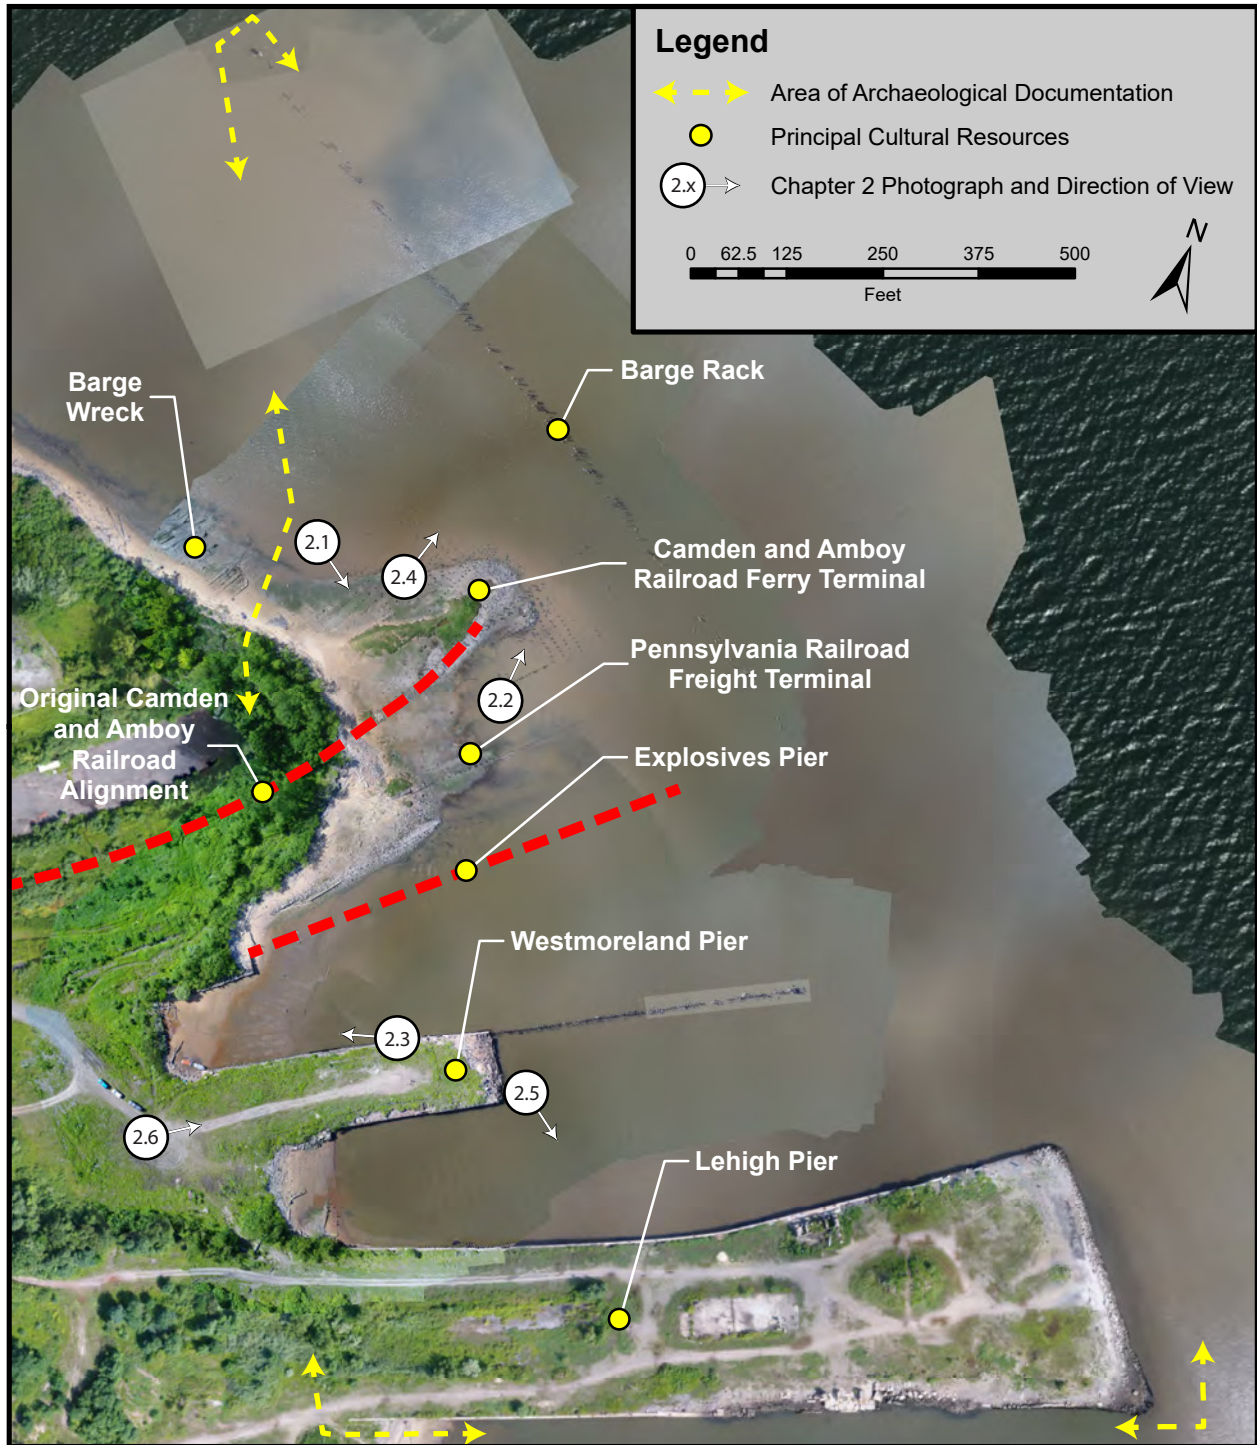 Legend
Area of Archaeological Documentation
Principal Cultural Resources
2.x
Chapter 2 Photograph and Direction of View
N
0 62.5 125 250 375 500
Feet
Barge
Wreck
Barge Rack
2.1
2.4
Camden and Amboy
Railroad Ferry Terminal
Pennsylvania Railroad
Freight Terminal
2.2
Original Camden
and Amboy
Railroad
Alignment
Explosives Pier
Westmoreland Pier
2.3
2.5
2.6
Lehigh Pier